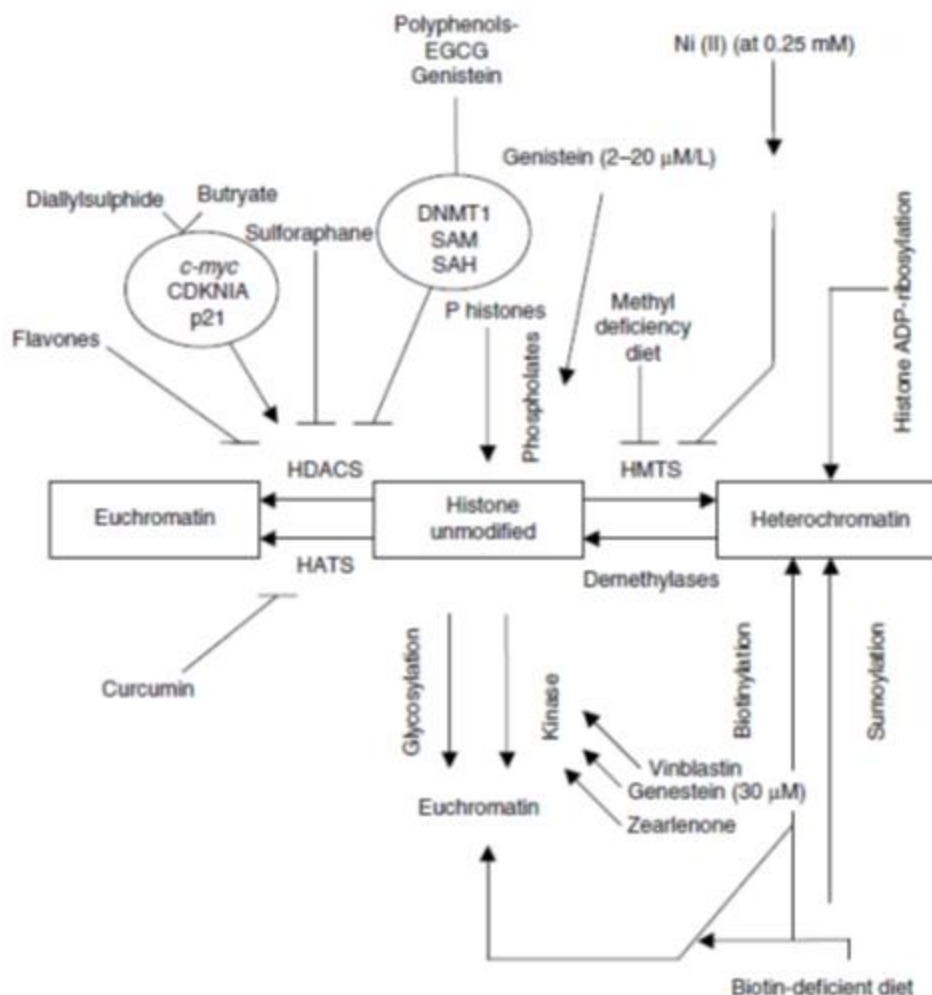 Polyphenols-
EGCG
Genistein
Ni (II) (at 0.25 mM)
Genistein (2–20 μM/L)
Diallylsulphide
Butryate
Sulforaphane
DNMT1
SAM
SAH
c-myc
CDKNIA
p21
Flavones
P histones
Phospholates
Methyl
deficiency
diet
Histone ADP-ribosylation
HDACS
HMTS
Euchromatin
Histone
unmodified
Heterochromatin
HATS
Demethylases
Curcumin
Glycosylation
Kinase
Biotinylation
Sumoylation
Vinblastin
Genestein (30 μM)
Zearlenone
Euchromatin
Biotin-deficient diet